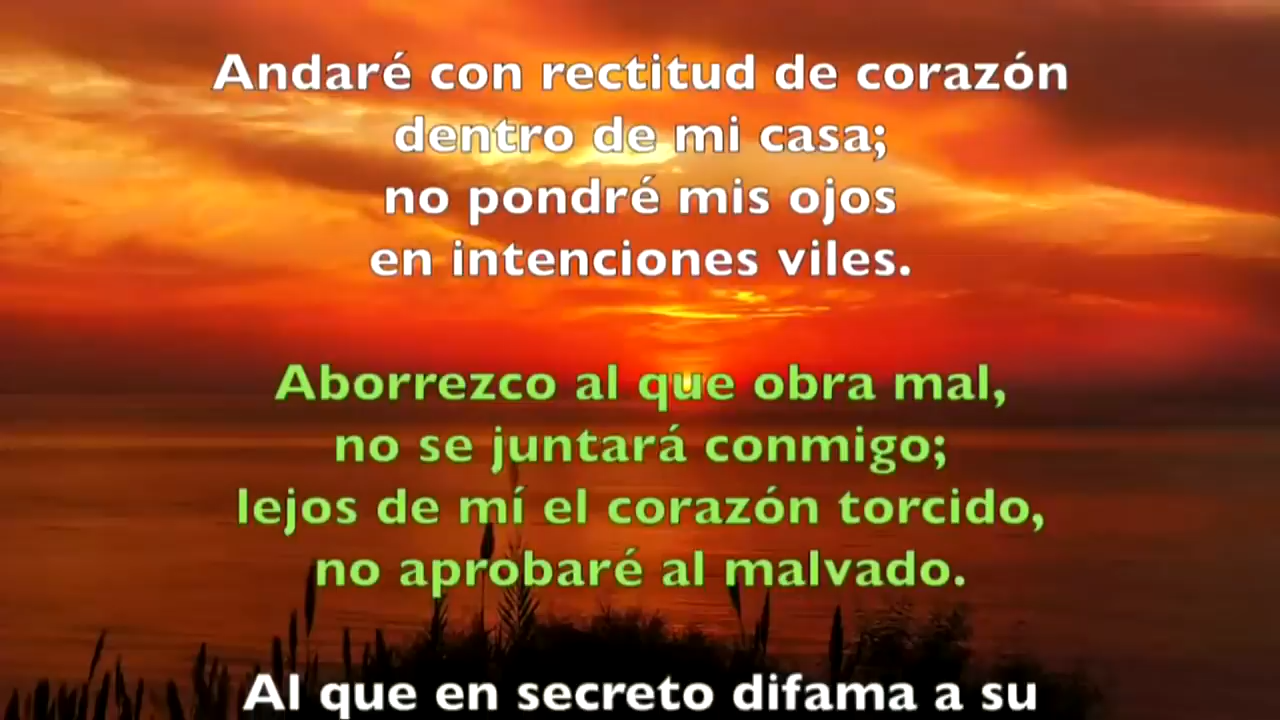 Andaré con rectitud de corazón
dentro de mi casa;
no pondré mis ojos
en intenciones viles.
Aborrezco al que obra mal,
no se juntará conmigo;
lejos de mí el corazón torcido,
no aprobaré al malvado.
Al que en secreto difama a su